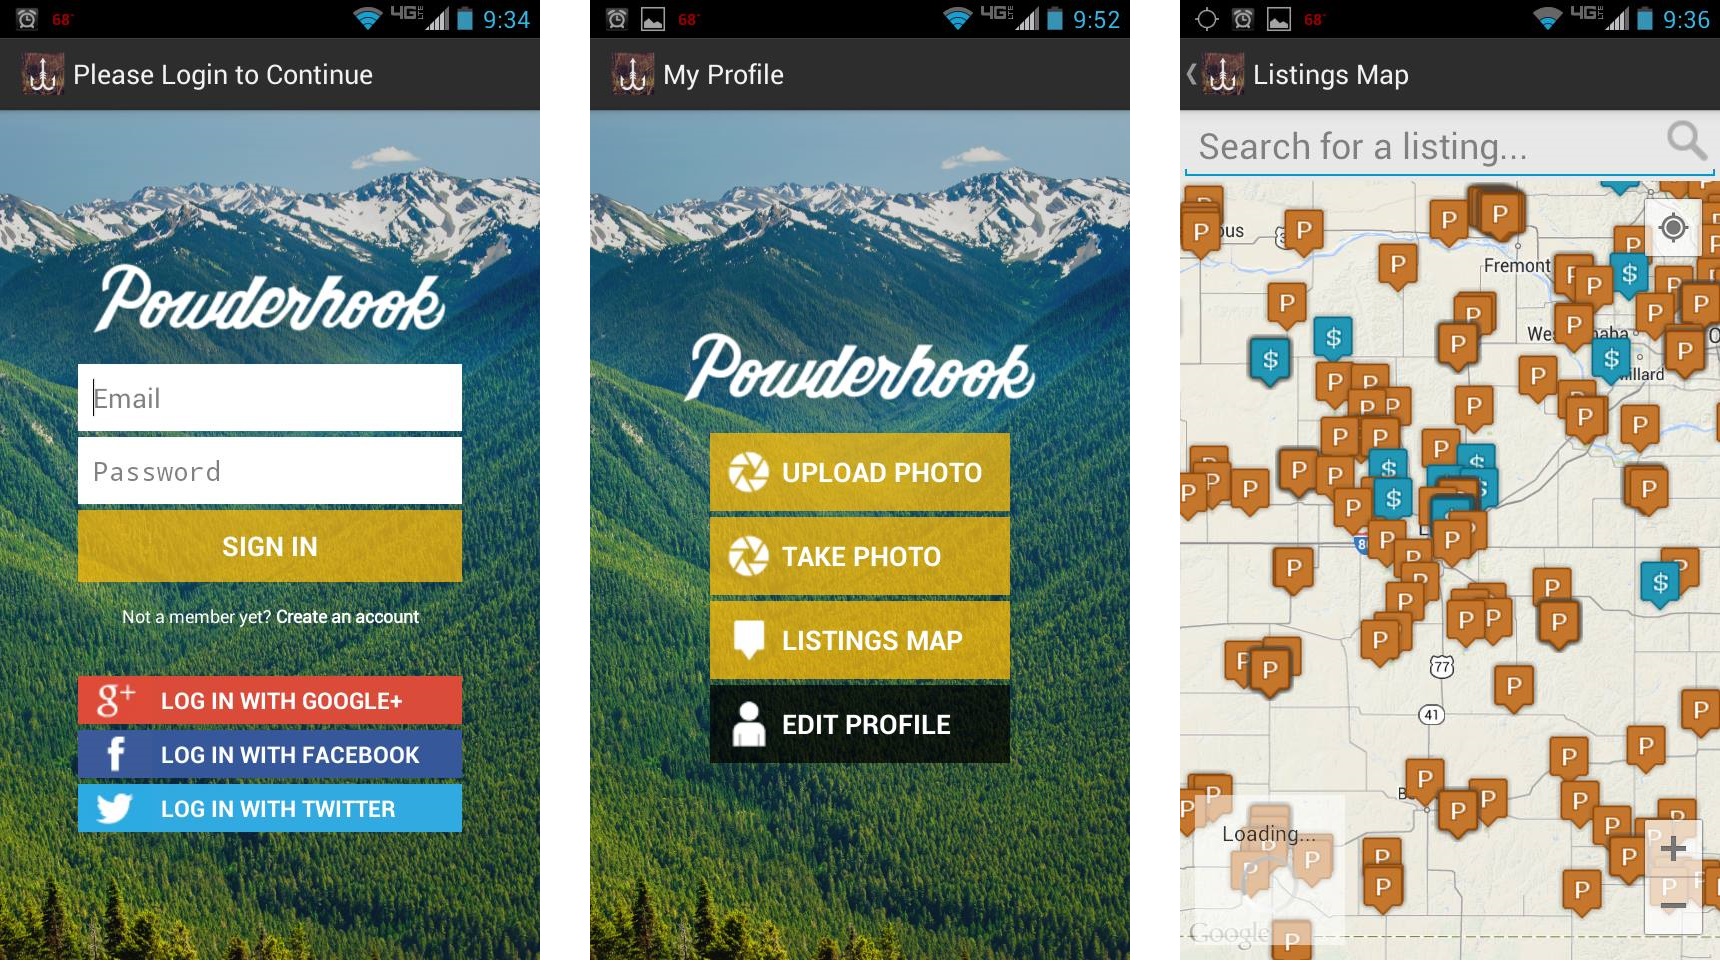 68°
4G LTE
9:34
Please Login to Continue
Powderhook
Email
Password
SIGN IN
Not a member yet? Create an account
g+ LOG IN WITH GOOGLE+
f LOG IN WITH FACEBOOK
LOG IN WITH TWITTER
68°
4G LTE
9:52
My Profile
Powderhook
UPLOAD PHOTO
TAKE PHOTO
LISTINGS MAP
EDIT PROFILE
68°
4G LTE
9:36
Listings Map
Search for a listing...
Fremont
77
41
Loading...
+
−
Google